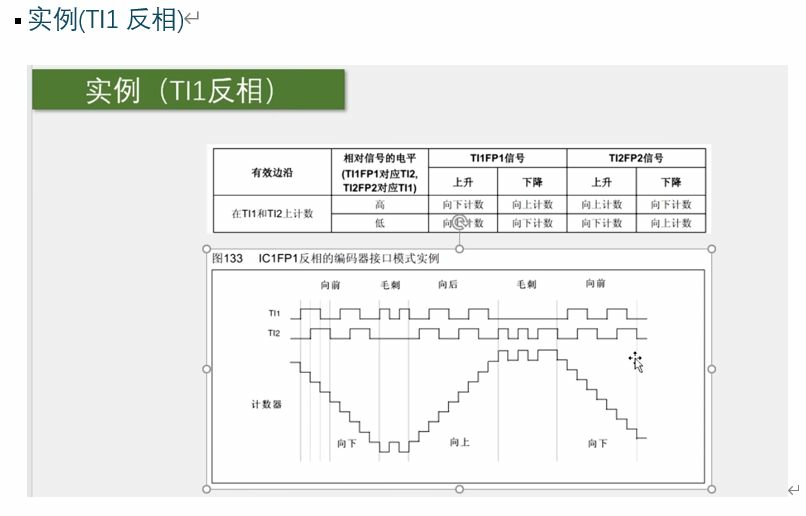 实例(TI1 反相)
实例（TI1反相）
有效边沿 相对信号的电平 (TI1FP1对应TI2, TI2FP2对应TI1) TI1FP1信号 TI2FP2信号
上升 下降 上升 下降
在TI1和TI2上计数 高 向下计数 向上计数 向上计数 向下计数
低 向上计数 向下计数 向下计数 向上计数
图133 IC1FP1反相的编码器接口模式实例
向前 毛刺 向后 毛刺 向前
TI1
TI2
计数器
向下 向上 向下